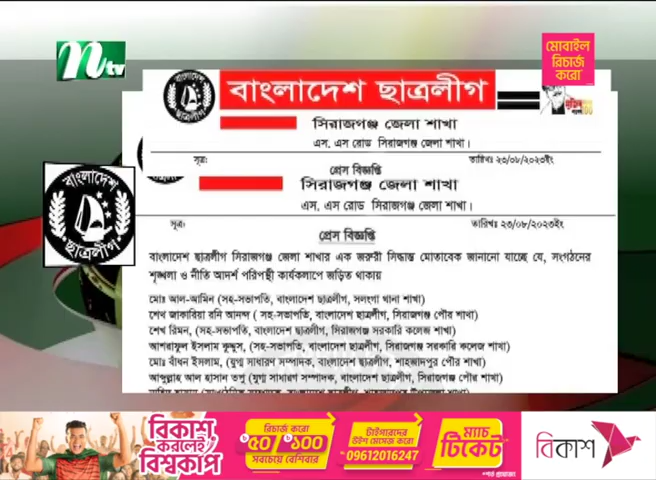 ntv
মোবাইল
রিচার্জ
করো
বাংলাদেশ ছাত্রলীগ
সিরাজগঞ্জ জেলা শাখা
এস. এস রোড সিরাজগঞ্জ জেলা শাখা।
সূত্র:
তারিখঃ ২৩/০৮/২০২৩ইং
প্রেস বিজ্ঞপ্তি
সিরাজগঞ্জ জেলা শাখা
এস. এস রোড সিরাজগঞ্জ জেলা শাখা।
সূত্র:
তারিখঃ ২৩/০৮/২০২৩ইং
প্রেস বিজ্ঞপ্তি
বাংলাদেশ ছাত্রলীগ সিরাজগঞ্জ জেলা শাখার এক জরুরী সিদ্ধান্ত মোতাবেক জানানো যাচ্ছে যে, সংগঠনের
শৃঙ্খলা ও নীতি আদর্শ পরিপন্থী কার্যকলাপে জড়িত থাকায়
মোঃ আল-আমিন (সহ-সভাপতি, বাংলাদেশ ছাত্রলীগ, সলংগা থানা শাখা)
শেখ জাকারিয়া রনি আনন্দ ( সহ-সভাপতি, বাংলাদেশ ছাত্রলীগ, সিরাজগঞ্জ পৌর শাখা)
শেখ রিমন, (সহ-সভাপতি, বাংলাদেশ ছাত্রলীগ, সিরাজগঞ্জ সরকারি কলেজ শাখা)
আশরাফুল ইসলাম কুদ্দুস, (সহ-সভাপতি, বাংলাদেশ ছাত্রলীগ, সিরাজগঞ্জ সরকারি কলেজ শাখা)
মোঃ বাঁধন ইসলাম, (যুগ্ম সাধারণ সম্পাদক, বাংলাদেশ ছাত্রলীগ, শাহজাদপুর পৌর শাখা)
আব্দুল্লাহ আল হাসান তপু (যুগ্ম সাধারণ সম্পাদক, বাংলাদেশ ছাত্রলীগ, সিরাজগঞ্জ পৌর শাখা)
বাংলাদেশ
ছাত্রলীগ
বিকাশ
করলেই
বিশ্বকাপ
রিচার্জ করো
৳৫০ ৳১০০
সবচেয়ে বেশিবার
টাইগারদের
উইশ মেসেজ করো
09612016247
ম্যাচ
টিকেট
বিকাশ